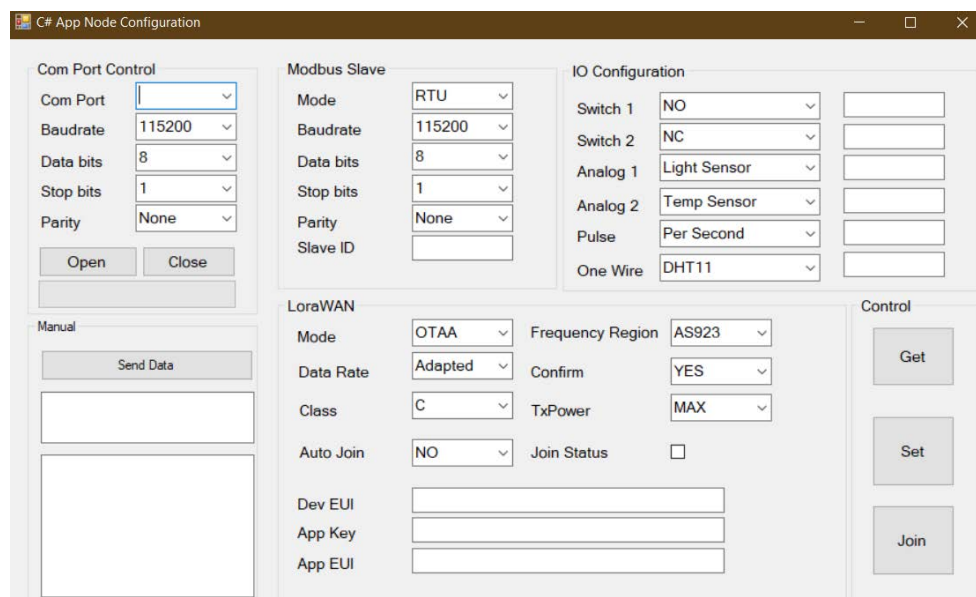 C# App Node Configuration
Com Port Control
Com Port
Baudrate 115200
Data bits 8
Stop bits 1
Parity None
Open Close
Manual
Send Data
Modbus Slave
Mode RTU
Baudrate 115200
Data bits 8
Stop bits 1
Parity None
Slave ID
IO Configuration
Switch 1 NO
Switch 2 NC
Analog 1 Light Sensor
Analog 2 Temp Sensor
Pulse Per Second
One Wire DHT11
LoraWAN
Mode OTAA Frequency Region AS923
Data Rate Adapted Confirm YES
Class C TxPower MAX
Auto Join NO Join Status
Dev EUI
App Key
App EUI
Control
Get
Set
Join